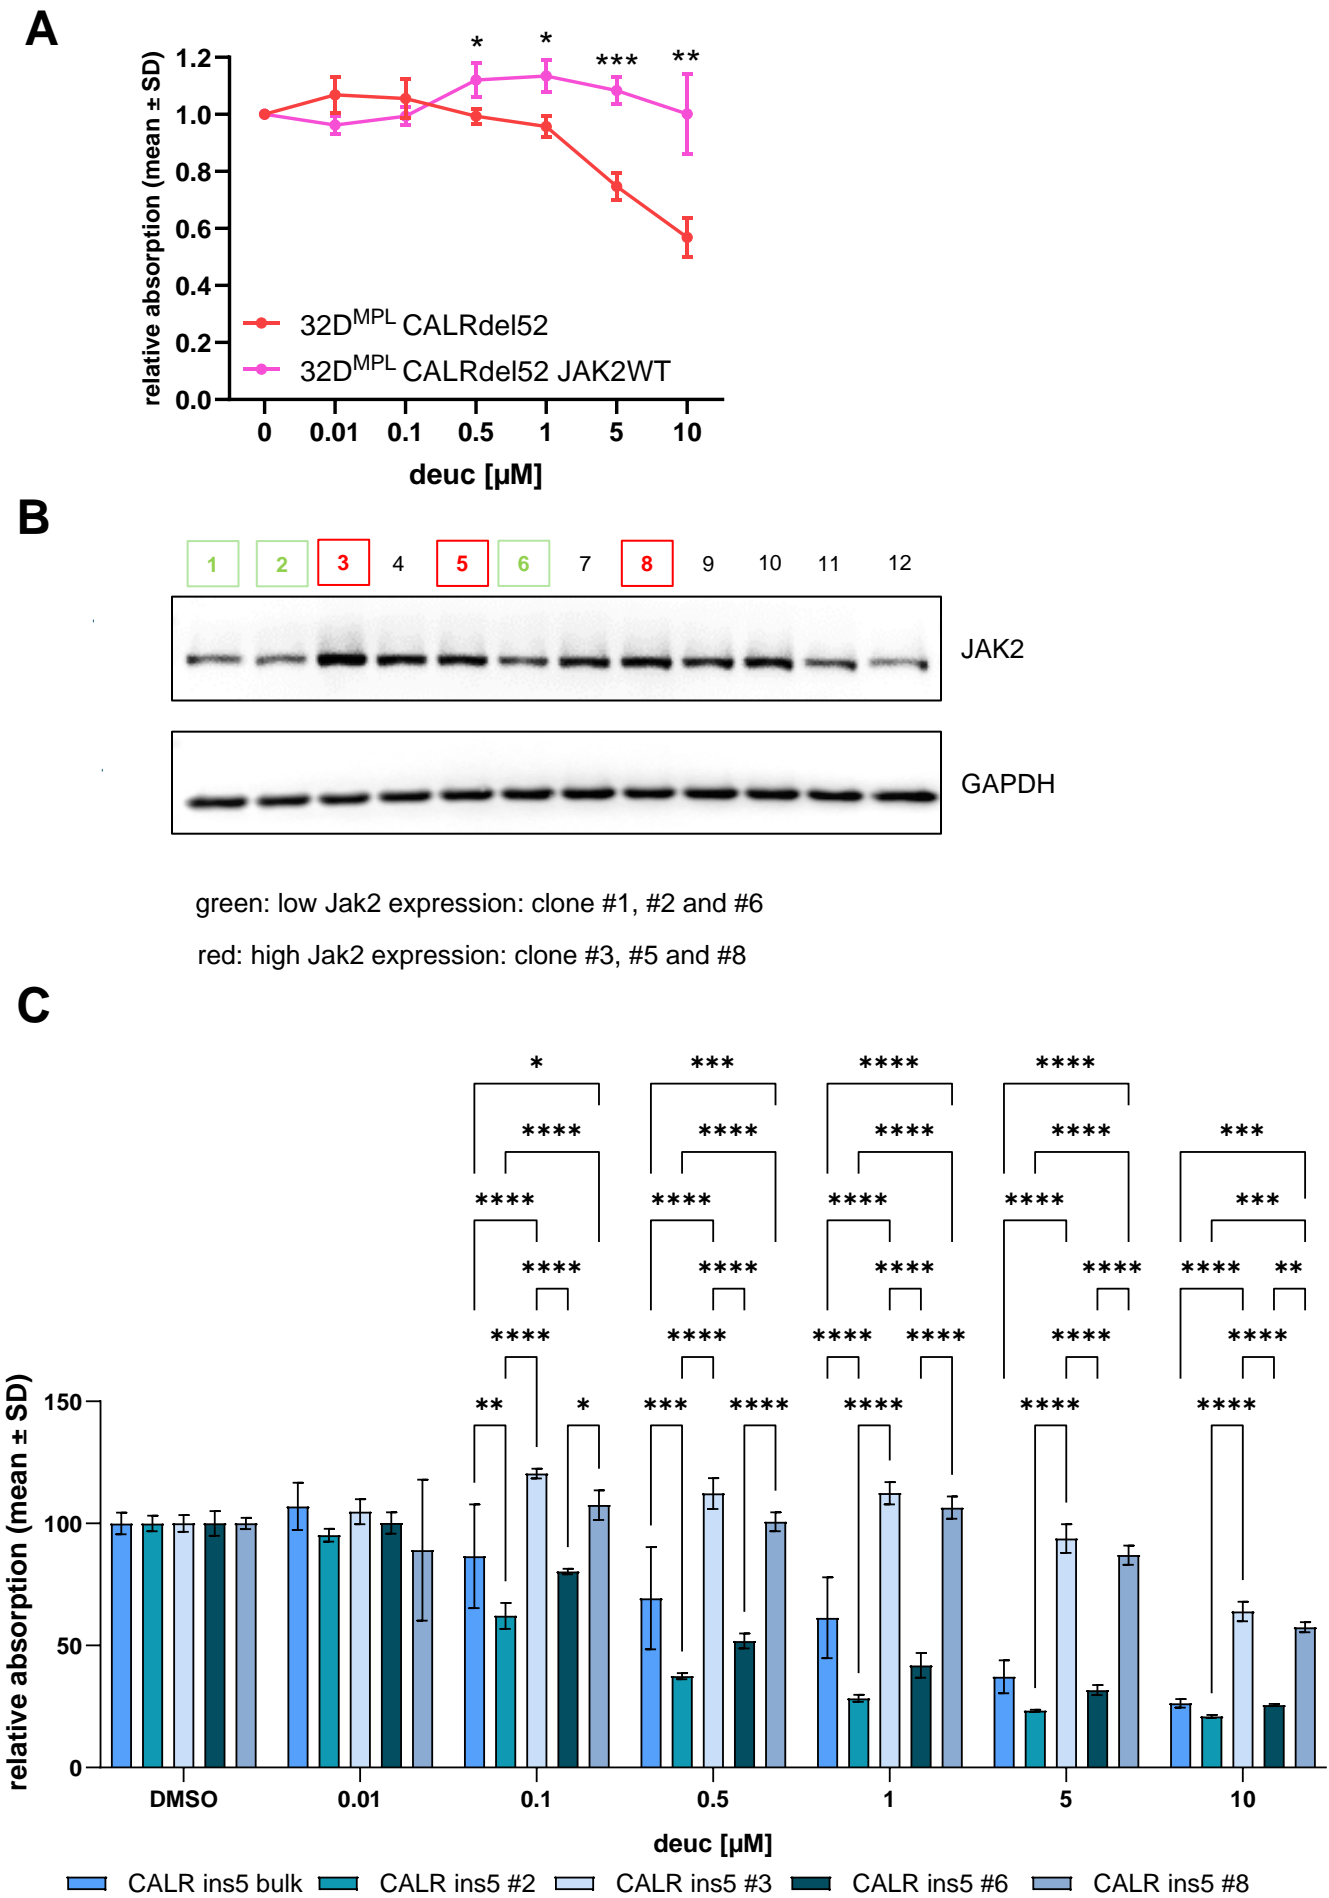 A
relative absorption (mean ± SD)
1.2
1.0
0.8
0.6
0.4
0.2
0.0
* * *** **
32D^MPL CALRdel52
32D^MPL CALRdel52 JAK2WT
0 0.01 0.1 0.5 1 5 10
deuc [µM]
B
1 2 3 4 5 6 7 8 9 10 11 12
JAK2
GAPDH
green: low Jak2 expression: clone #1, #2 and #6
red: high Jak2 expression: clone #3, #5 and #8
C
* *** **** ****
**** **** **** **** ***
**** **** **** **** ***
**** **** **** **** **** **
**** **** **** **** **** ****
** * *** **** **** **** ****
relative absorption (mean ± SD)
150
100
50
0
DMSO 0.01 0.1 0.5 1 5 10
deuc [µM]
CALR ins5 bulk CALR ins5 #2 CALR ins5 #3 CALR ins5 #6 CALR ins5 #8